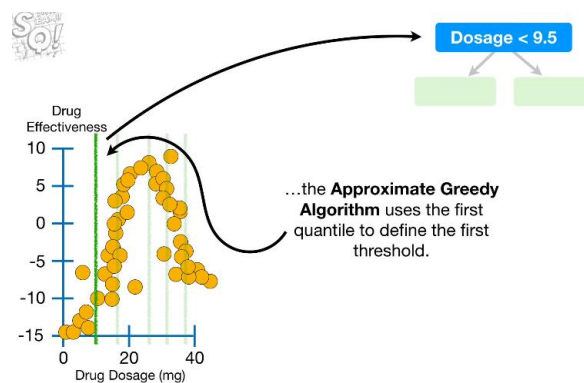 SQ!
Dosage < 9.5
Drug
Effectiveness
10
5
0
-5
-10
-15
0
20
40
Drug Dosage (mg)
…the Approximate Greedy
Algorithm uses the first
quantile to define the first
threshold.